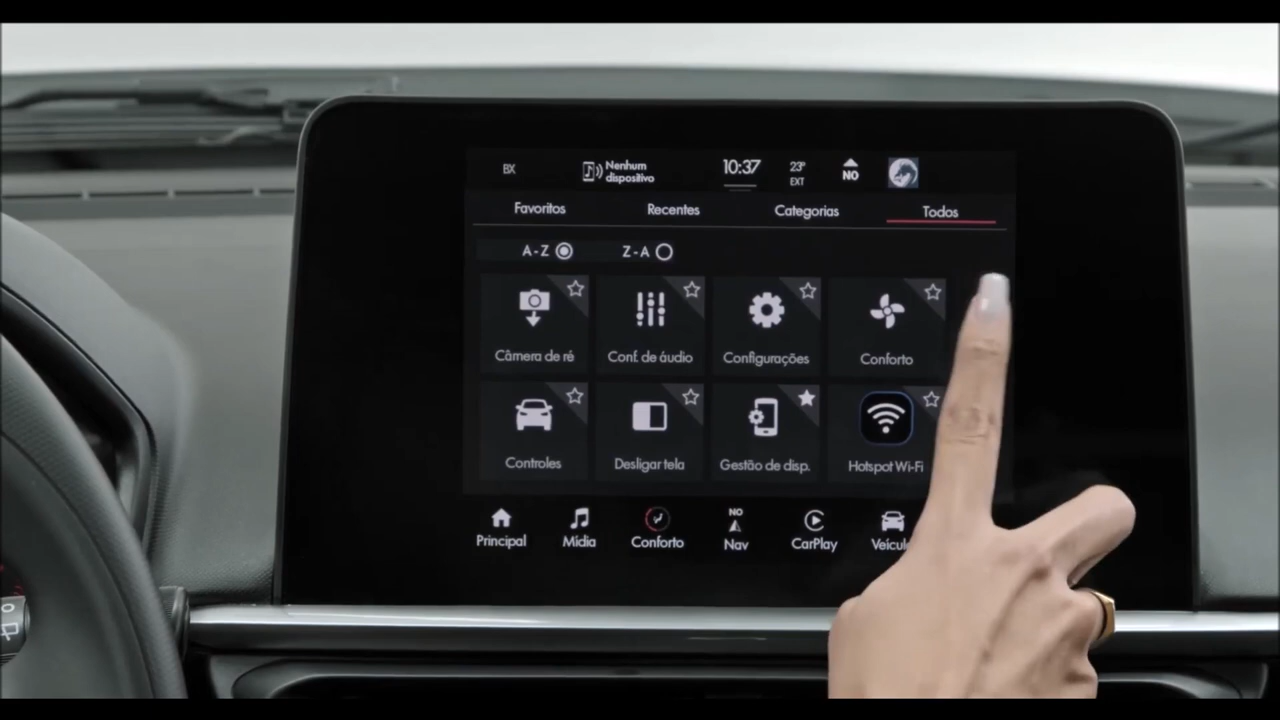 BX
Nenhum
dispositivo
10:37
23°
EXT
NO
Favoritos Recentes Categorias Todos
A-Z Z-A
Câmera de ré Conf. de áudio Configurações Conforto
Controles Desligar tela Gestão de disp. Hotspot Wi-Fi
NO
Principal Mídia Conforto Nav CarPlay Veículo